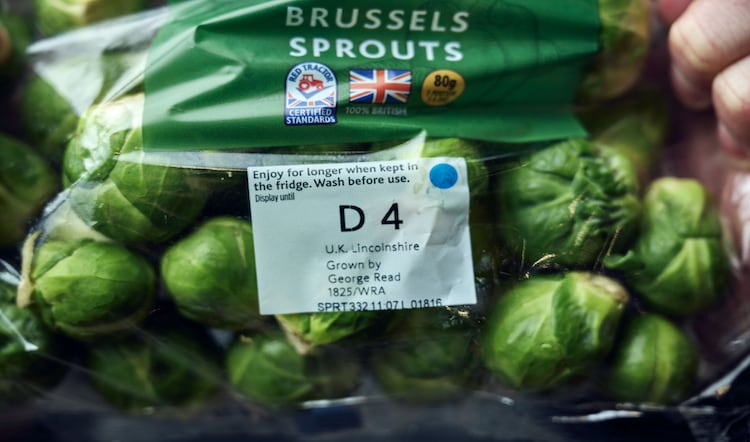 BRUSSELS
SPROUTS
RED TRACTOR
CERTIFIED
STANDARDS
100% BRITISH
80g
Enjoy for longer when kept in
the fridge. Wash before use.
Display until
D 4
U.K. Lincolnshire
Grown by
George Read
1825/WRA
SPRT332 11:07 L 01816